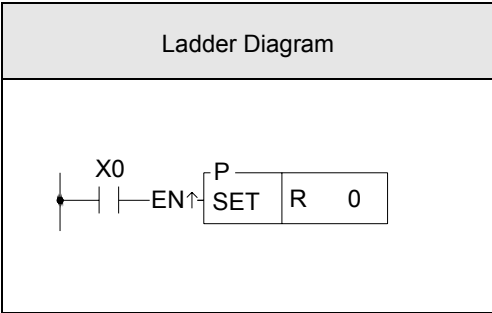 Ladder Diagram
X0
P
EN↑ SET R 0